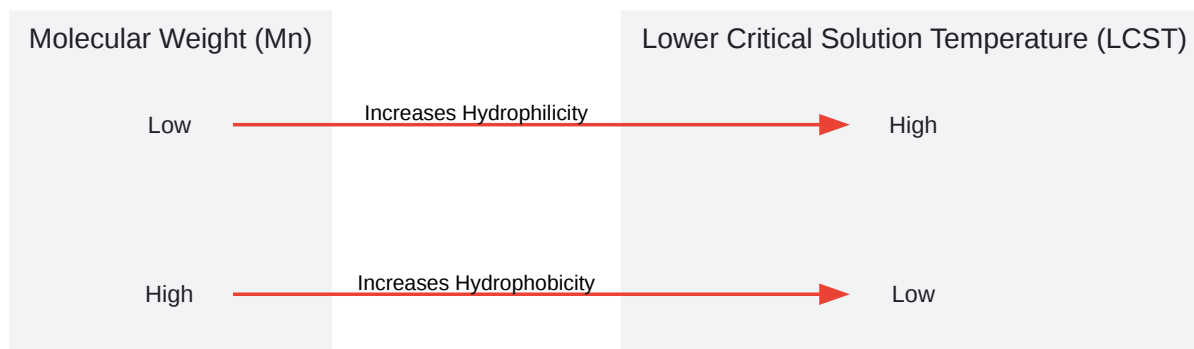 Molecular Weight (Mn)
Lower Critical Solution Temperature (LCST)
Low
Increases Hydrophilicity
High
High
Increases Hydrophobicity
Low